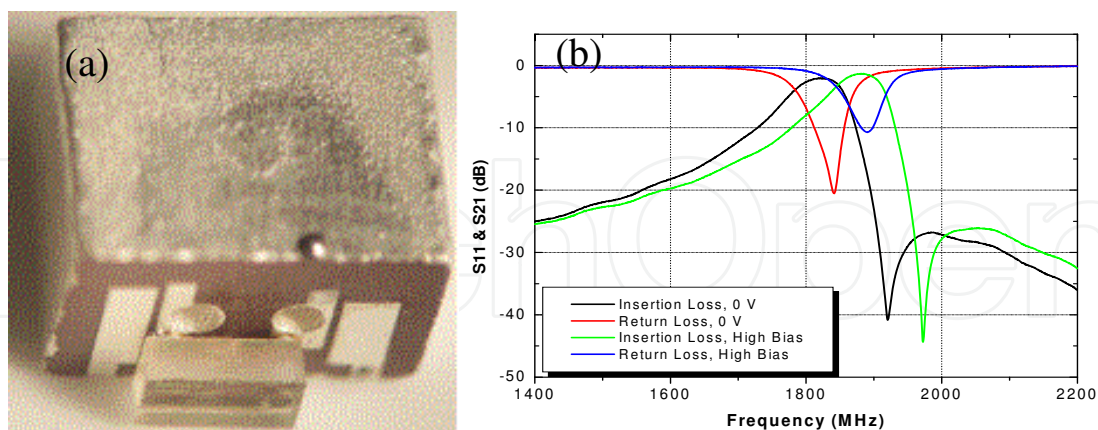 (a)
(b)
0
-10
-20
-30
-40
-50
S11 & S21 (dB)
Insertion Loss, 0 V
Return Loss, 0 V
Insertion Loss, High Bias
Return Loss, High Bias
1400
1600
1800
2000
2200
Frequency (MHz)